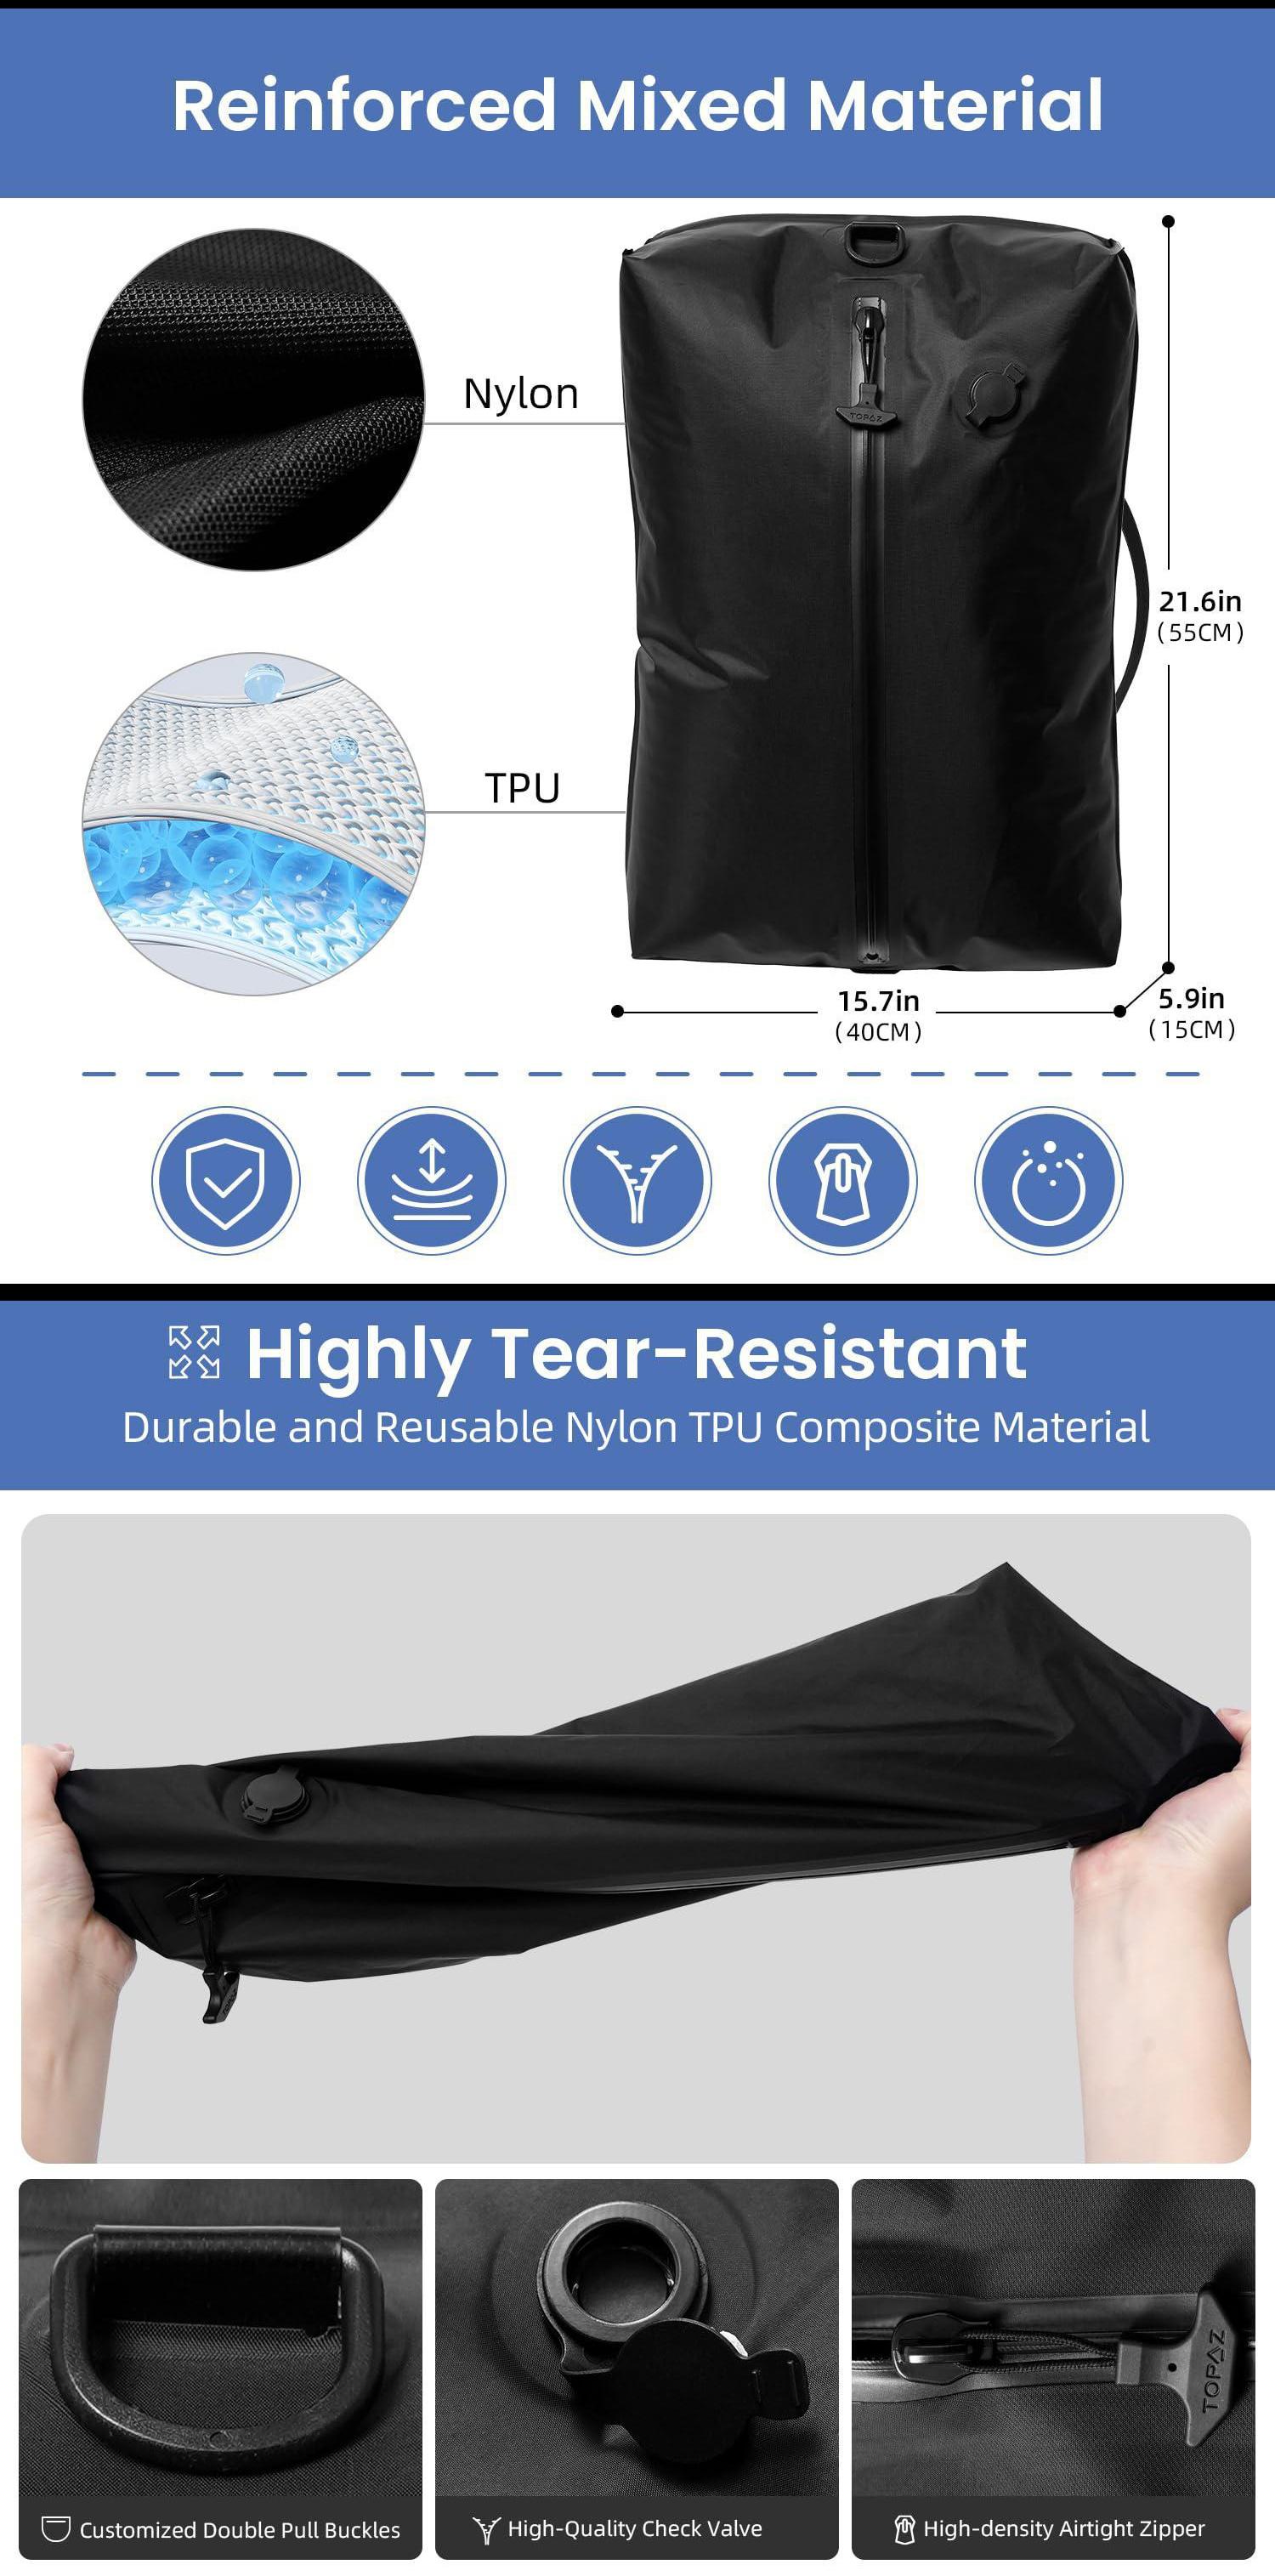 Reinforced Mixed Material
Nylon
TOPAZ
21.6in
(55CM)
TPU
15.7in
(40CM)
5.9in
(15CM)
Highly Tear-Resistant
Durable and Reusable Nylon TPU Composite Material
TOPAZ
Customized Double Pull Buckles
High-Quality Check Valve
High-density Airtight Zipper